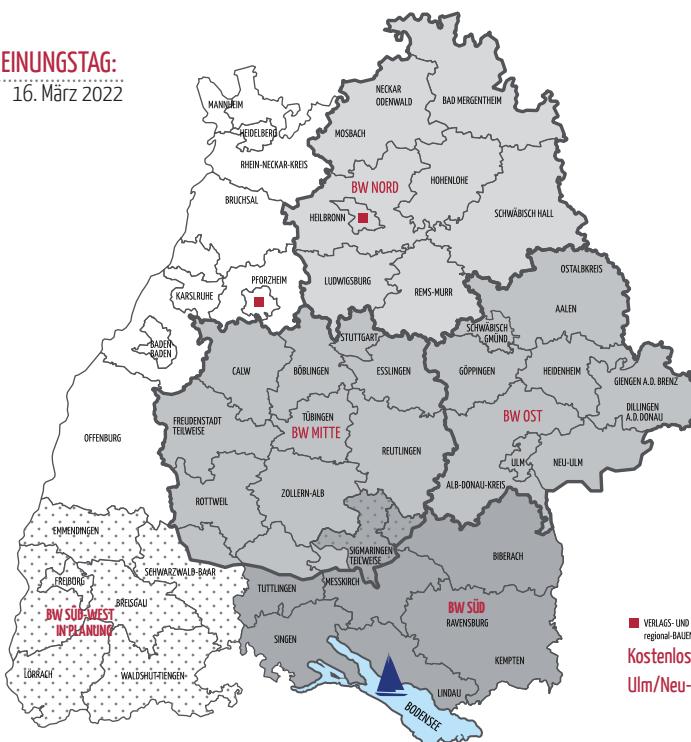 EINUNGSTAG:
16. März 2022
NECKAR
ODENWALD
BAD MERGENTHEIM
MANNHEIM
HEIDELBERG
MOSBACH
RHEIN-NECKAR-KREIS
BW NORD
HOHENLOHE
BRUCHSAL
HEILBRONN
SCHWÄBISCH HALL
OSTALBKREIS
PFORZHEIM
LUDWIGSBURG
KARSLRUHE
REMS-MURR
AALEN
SCHWÄBISCH
GMÜND
STUTTGART
BADEN
BADEN
CALW
BÖBLINGEN
ESSLINGEN
GÖPPINGEN
HEIDENHEIM
GIENGEN A.D. BRENZ
DILLINGEN
A.D. DONAU
FREUDENSTADT
TEILWEISE
TÜBINGEN
BW MITTE
BW OST
OFFENBURG
REUTLINGEN
ULM
NEU-ULM
ALB-DONAU-KREIS
ROTTWEIL
ZOLLERN-ALB
EMMENDINGEN
SIGMARINGEN
TEILWEISE
BIBERACH
SCHWARZWALD-BAAR
FREIBURG
TUTTLINGEN
MESSKIRCH
BREISGAU
BW SÜD-WEST
IN PLANUNG
BW SÜD
RAVENSBURG
SINGEN
VERLAGS- UND
regional-BAUEN
Kostenlos
KEMPTEN
LÖRRACH
WALDSHUT-TIENGEN
Ulm/Neu-
LINDAU
BODENSEE